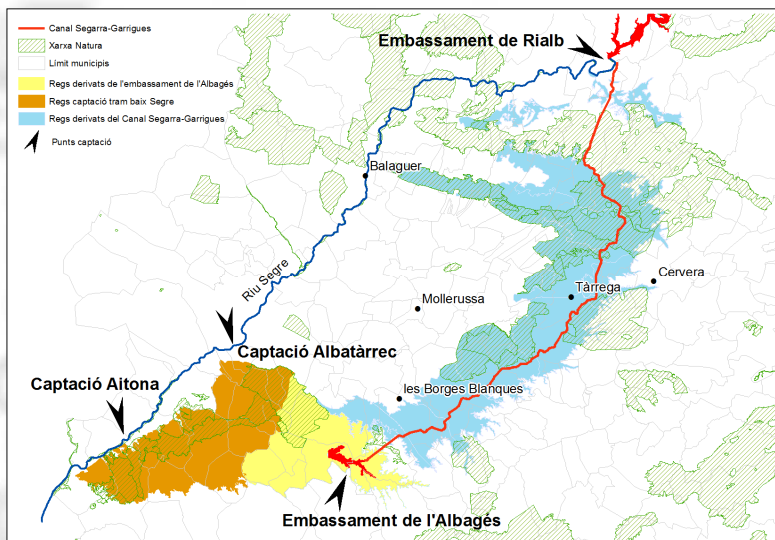 Canal Segarra-Garrigues
Xarxa Natura
Límit municipis
Regs derivats de l'embassament de l'Albagés
Regs captació tram baix Segre
Regs derivats del Canal Segarra-Garrigues
Punts captació
Embassament de Rialb
Balaguer
Riu Segre
Cervera
Tàrrega
Mollerussa
Captació Albatàrrec
Captació Aitona
les Borges Blanques
Embassament de l'Albagés